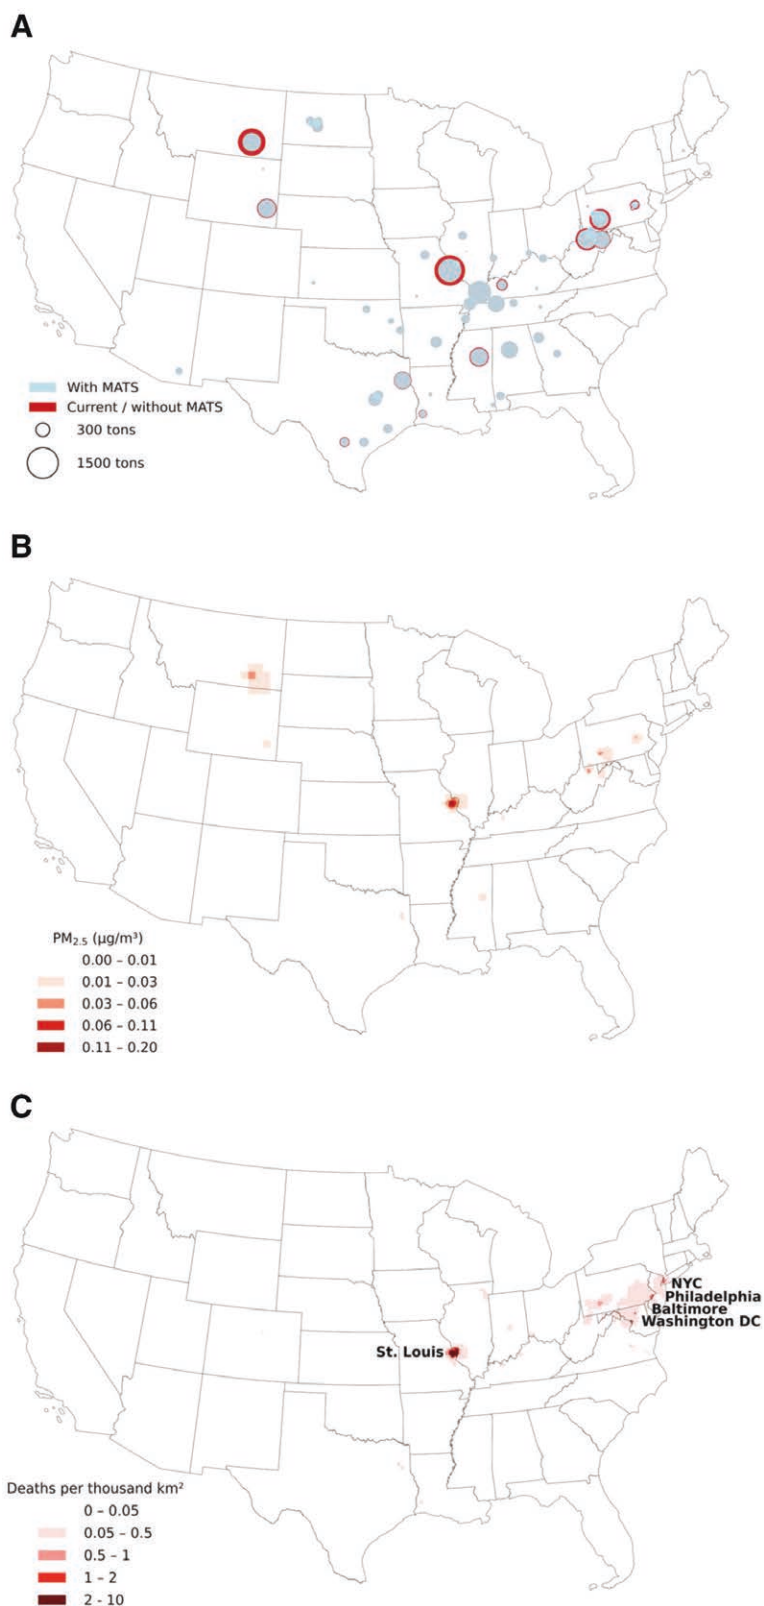 A
With MATS
Current / without MATS
300 tons
1500 tons
B
PM2.5 (µg/m³)
0.00 – 0.01
0.01 – 0.03
0.03 – 0.06
0.06 – 0.11
0.11 – 0.20
C
NYC
Philadelphia
Baltimore
Washington DC
St. Louis
Deaths per thousand km²
0 – 0.05
0.05 – 0.5
0.5 – 1
1 – 2
2 - 10